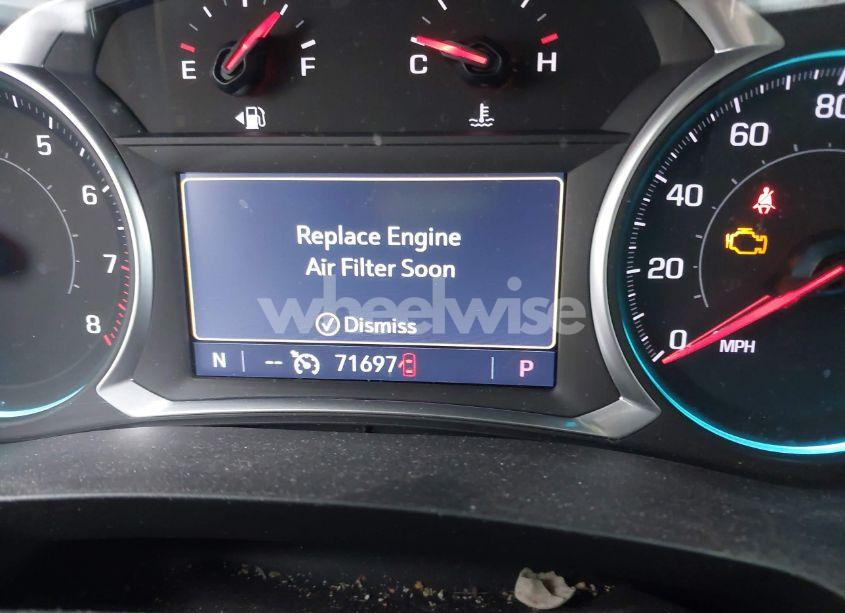 E F
C H
5
6
7
8
Replace Engine
Air Filter Soon
Dismiss
wheelwise
N -- 71697 P
0
20
40
60
80
MPH